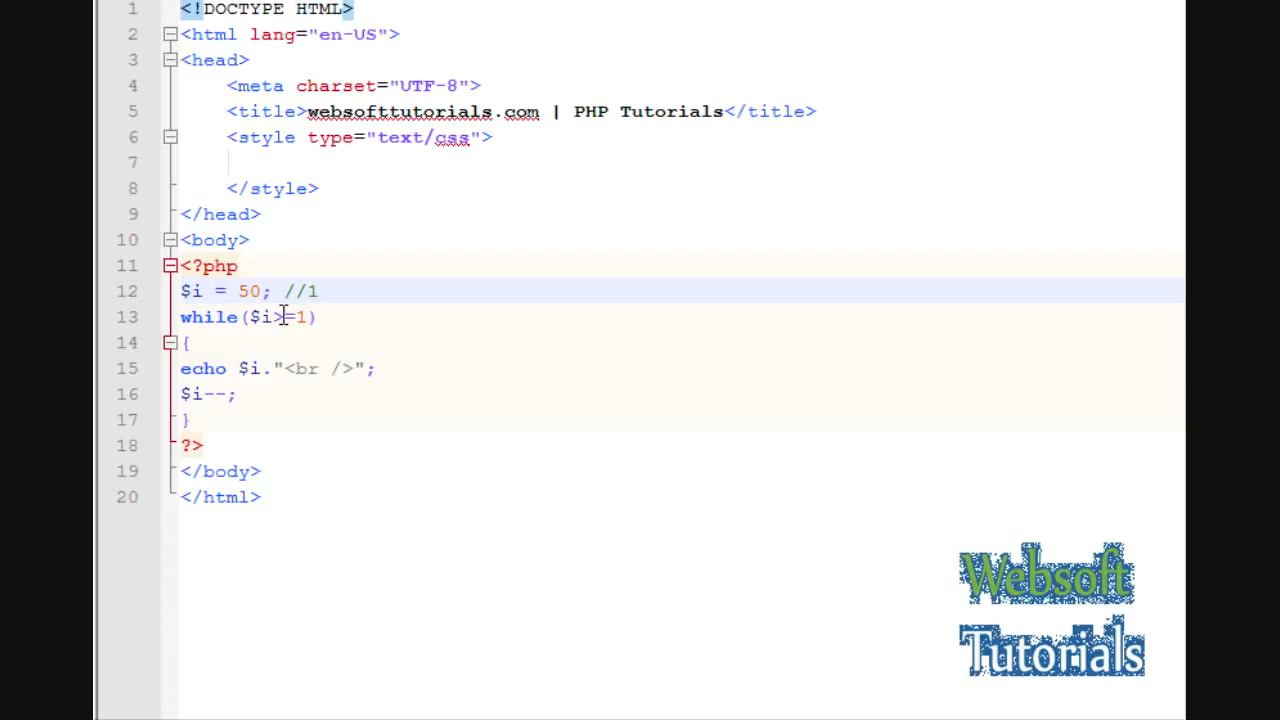 1 <!DOCTYPE HTML>
2 <html lang="en-US">
3 <head>
4 <meta charset="UTF-8">
5 <title>websofttutorials.com | PHP Tutorials</title>
6 <style type="text/css">
7
8 </style>
9 </head>
10 <body>
11 <?php
12 $i = 50; //1
13 while($i>=1)
14 {
15 echo $i."<br />";
16 $i--;
17 }
18 ?>
19 </body>
20 </html>
Websoft
Tutorials